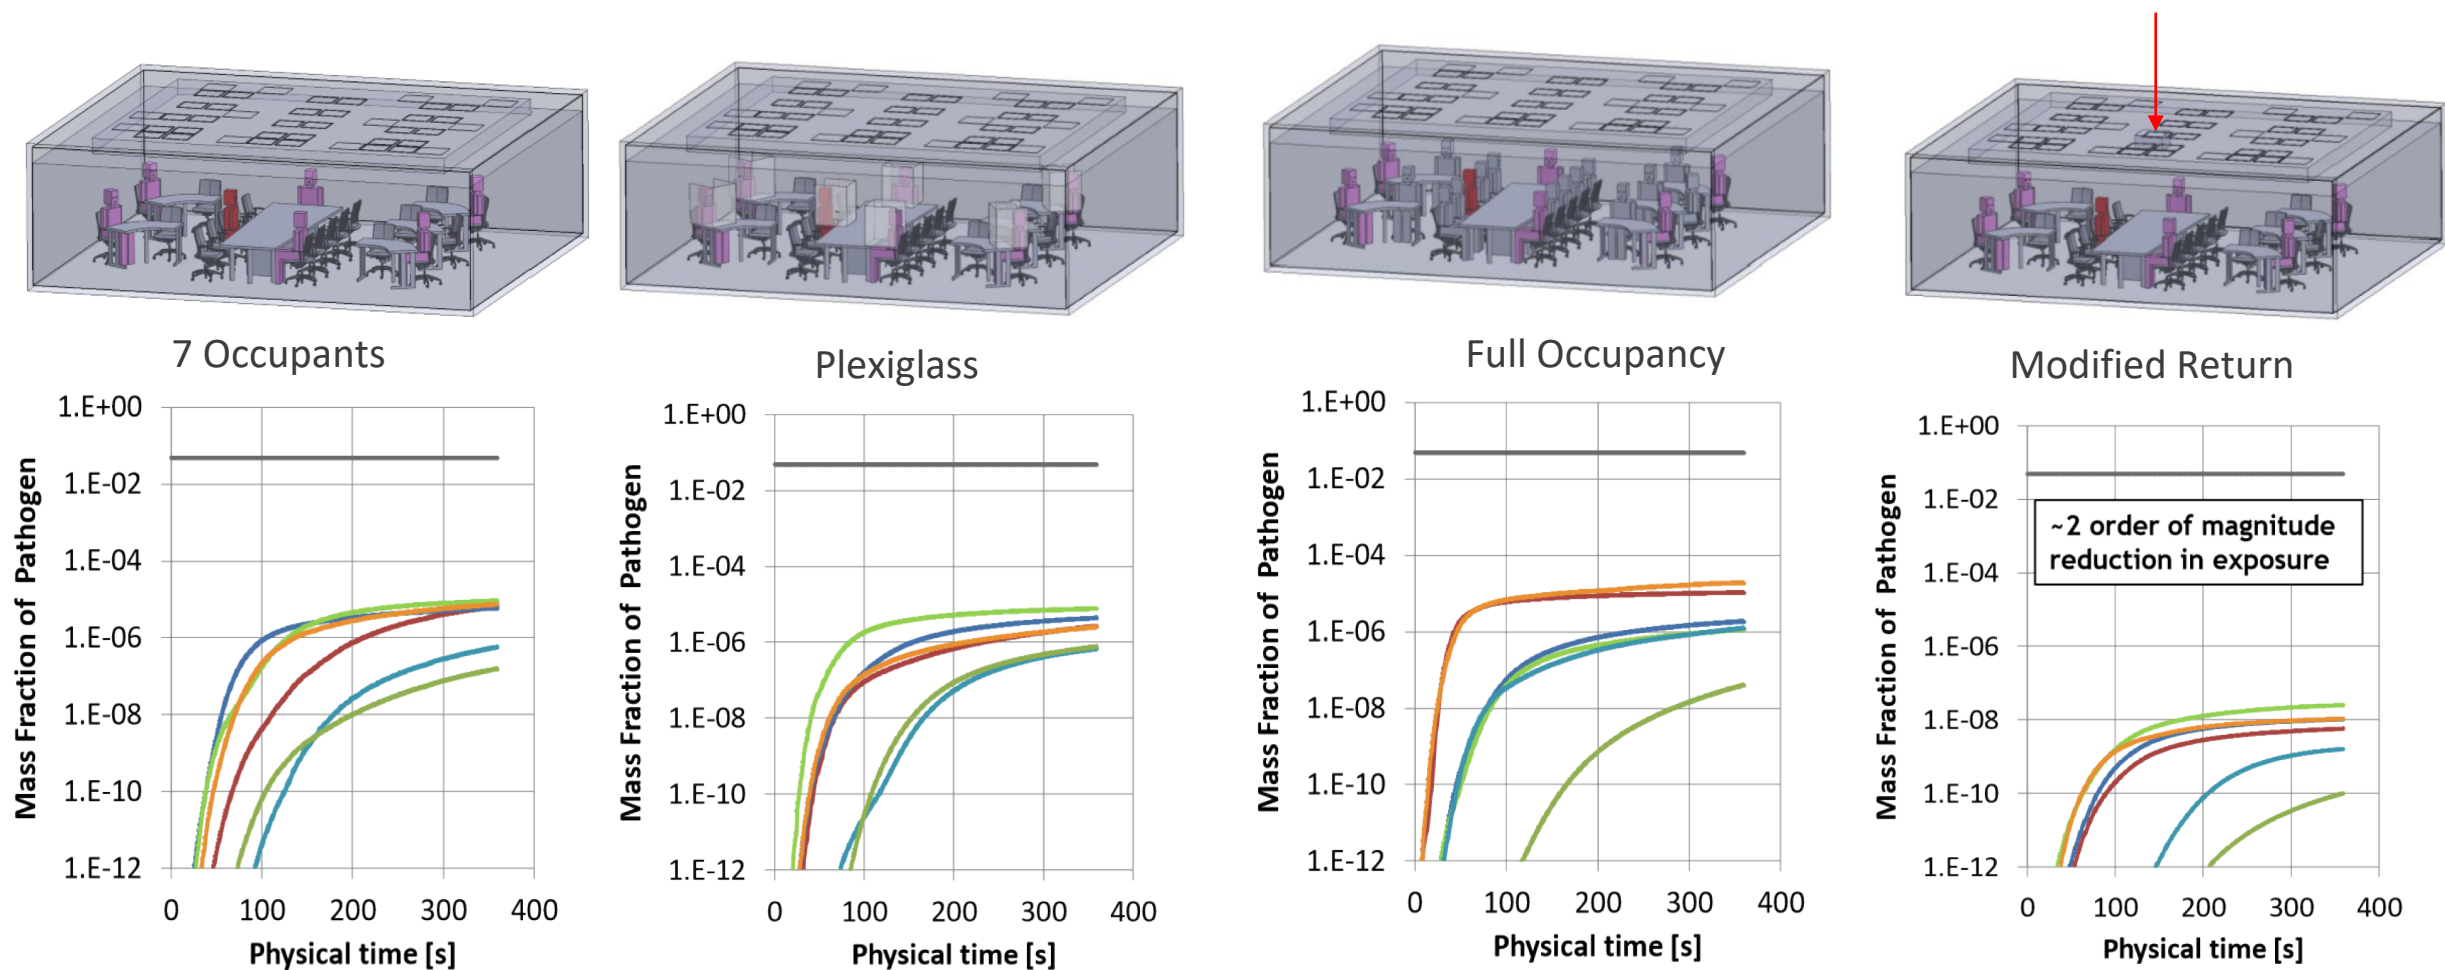 7 Occupants
Plexiglass
Full Occupancy
Modified Return
Mass Fraction of Pathogen
1.E+00
1.E-02
1.E-04
1.E-06
1.E-08
1.E-10
1.E-12
0 100 200 300 400
Physical time [s]
Mass Fraction of Pathogen
1.E+00
1.E-02
1.E-04
1.E-06
1.E-08
1.E-10
1.E-12
0 100 200 300 400
Physical time [s]
Mass Fraction of Pathogen
1.E+00
1.E-02
1.E-04
1.E-06
1.E-08
1.E-10
1.E-12
0 100 200 300 400
Physical time [s]
Mass Fraction of Pathogen
1.E+00
1.E-02
~2 order of magnitude
reduction in exposure
1.E-04
1.E-06
1.E-08
1.E-10
1.E-12
0 100 200 300 400
Physical time [s]